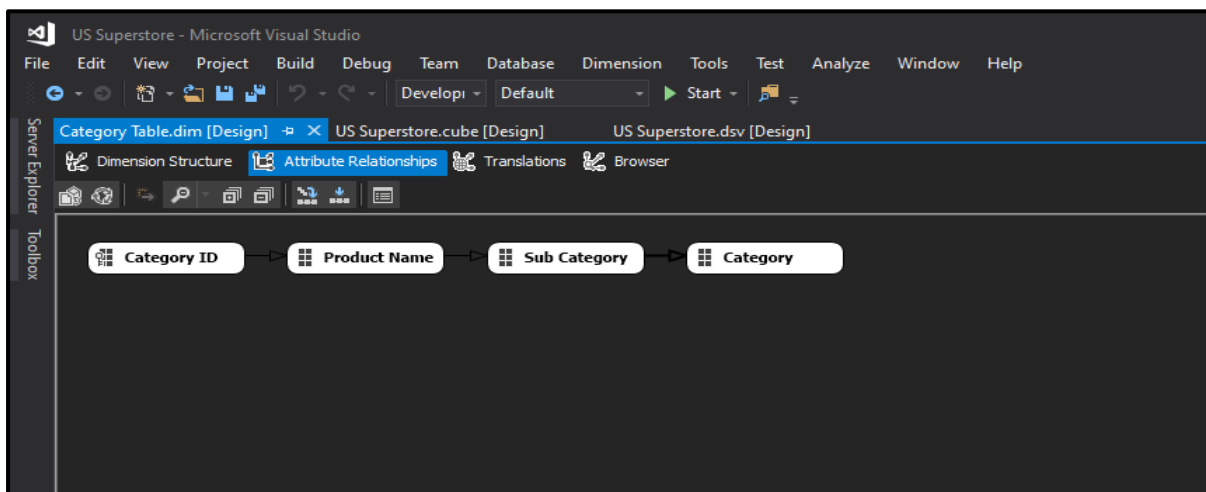 US Superstore - Microsoft Visual Studio
File Edit View Project Build Debug Team Database Dimension Tools Test Analyze Window Help
Developı Default Start
Server Explorer
Toolbox
Category Table.dim [Design] US Superstore.cube [Design] US Superstore.dsv [Design]
Dimension Structure Attribute Relationships Translations Browser
Category ID Product Name Sub Category Category